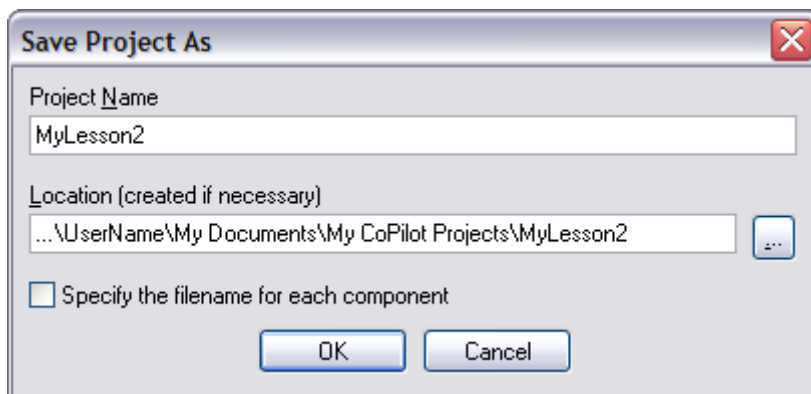 Save Project As
Project Name
MyLesson2
Location (created if necessary)
...\UserName\My Documents\My CoPilot Projects\MyLesson2
...
Specify the filename for each component
OK Cancel